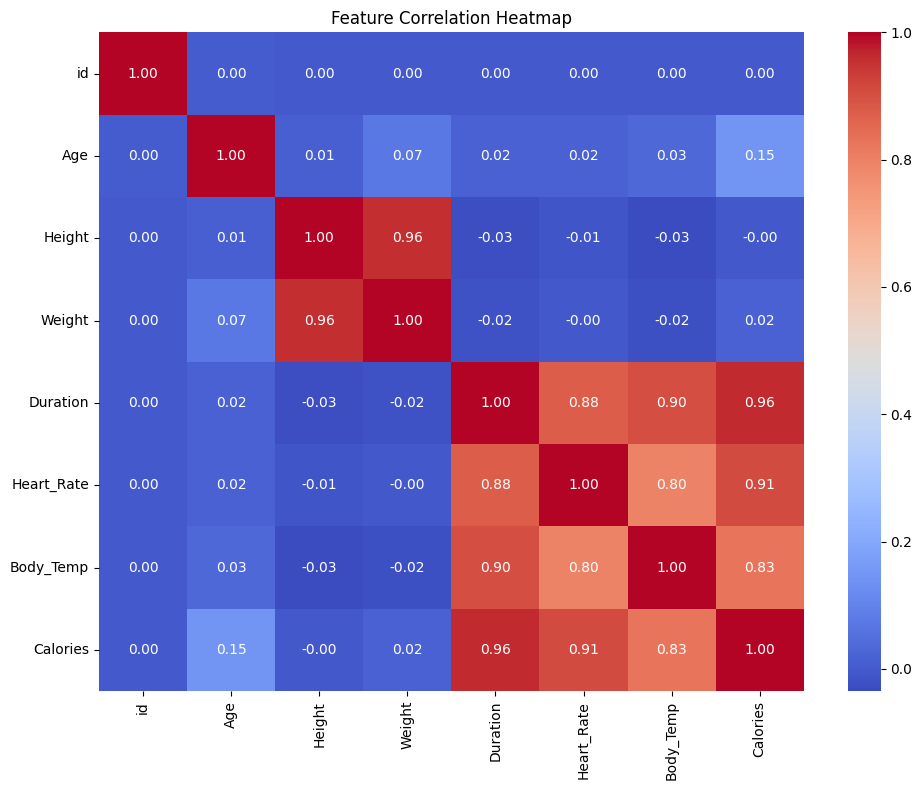 Feature Correlation Heatmap
id 1.00 0.00 0.00 0.00 0.00 0.00 0.00 0.00
Age 0.00 1.00 0.01 0.07 0.02 0.02 0.03 0.15
Height 0.00 0.01 1.00 0.96 -0.03 -0.01 -0.03 -0.00
Weight 0.00 0.07 0.96 1.00 -0.02 -0.00 -0.02 0.02
Duration 0.00 0.02 -0.03 -0.02 1.00 0.88 0.90 0.96
Heart_Rate 0.00 0.02 -0.01 -0.00 0.88 1.00 0.80 0.91
Body_Temp 0.00 0.03 -0.03 -0.02 0.90 0.80 1.00 0.83
Calories 0.00 0.15 -0.00 0.02 0.96 0.91 0.83 1.00
id Age Height Weight Duration Heart_Rate Body_Temp Calories
1.0
0.8
0.6
0.4
0.2
0.0